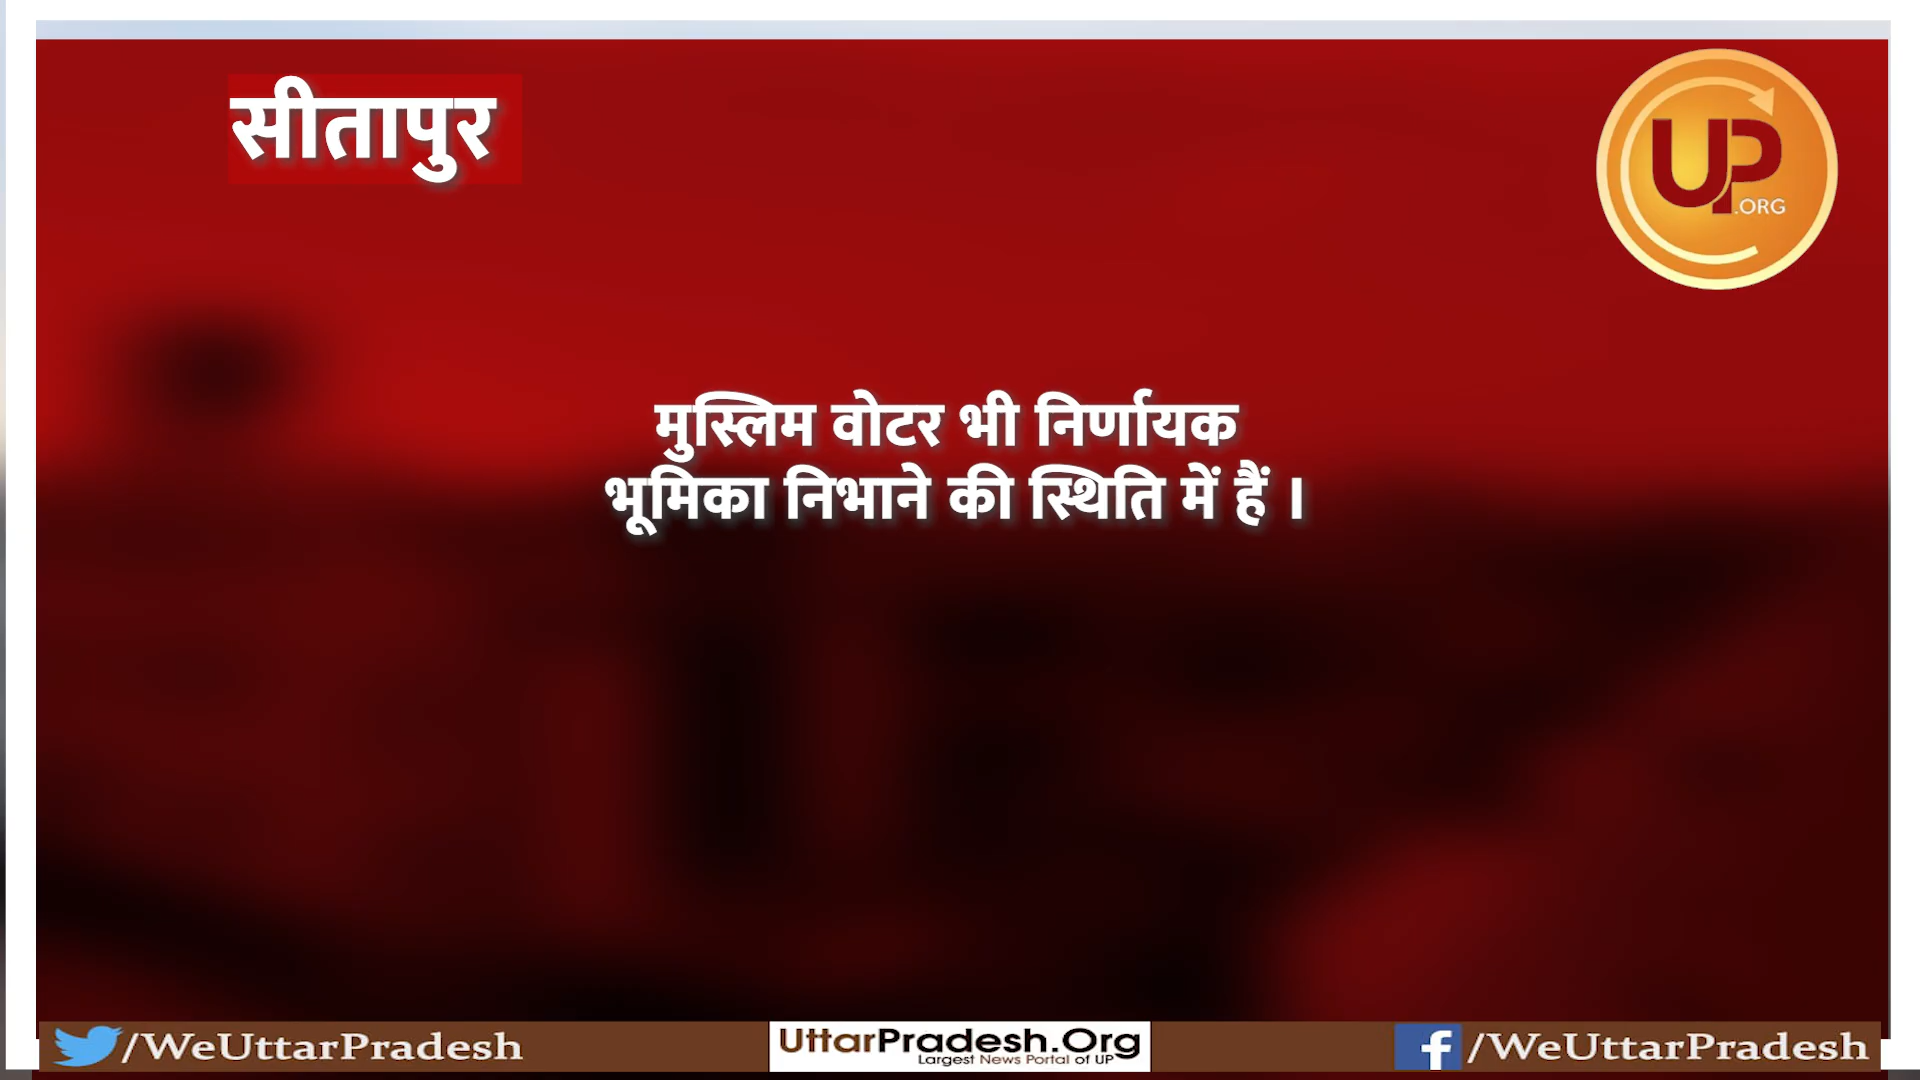 सीतापुर
UP
.ORG
मुस्लिम वोटर भी निर्णायक
भूमिका निभाने की स्थिति में हैं ।
/WeUttarPradesh
UttarPradesh.Org
Largest News Portal of UP
/WeUttarPradesh